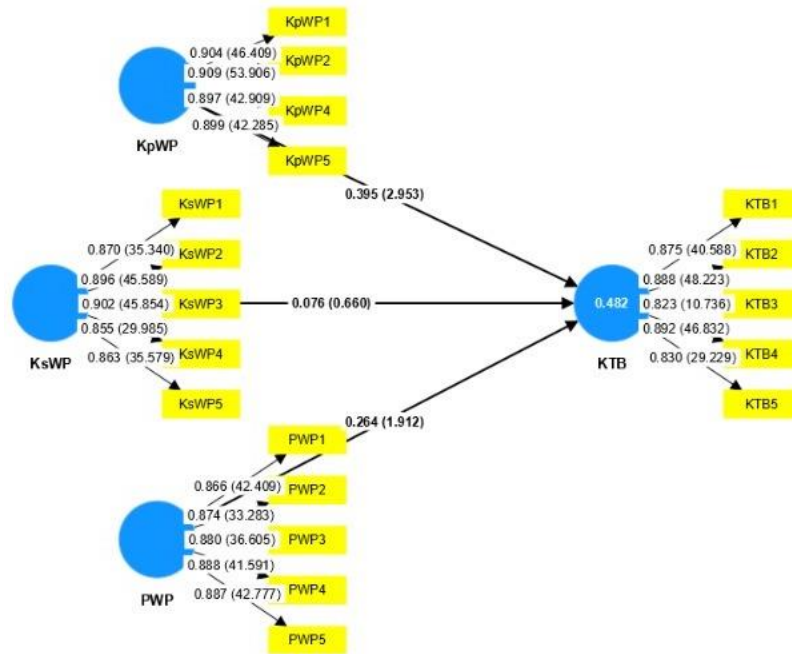 KpWP1
0.904 (46.409)
KpWP2
0.909 (53.906)
0.897 (42.909)
KpWP4
0.899 (42.285)
KpWP
KpWP5
0.395 (2.953)
KsWP1
KTB1
0.870 (35.340)
0.875 (40.588)
KsWP2
KTB2
0.896 (45.589)
0.888 (48.223)
0.902 (45.854)
KsWP3
0.076 (0.660)
0.482
0.823 (10.736)
KTB3
0.855 (29.985)
0.892 (46.832)
KsWP4
KTB4
0.863 (35.579)
0.830 (29.229)
KsWP
KTB
KsWP5
KTB5
0.264 (1.912)
PWP1
0.866 (42.409)
PWP2
0.874 (33.283)
0.880 (36.605)
PWP3
0.888 (41.591)
PWP4
0.887 (42.777)
PWP
PWP5